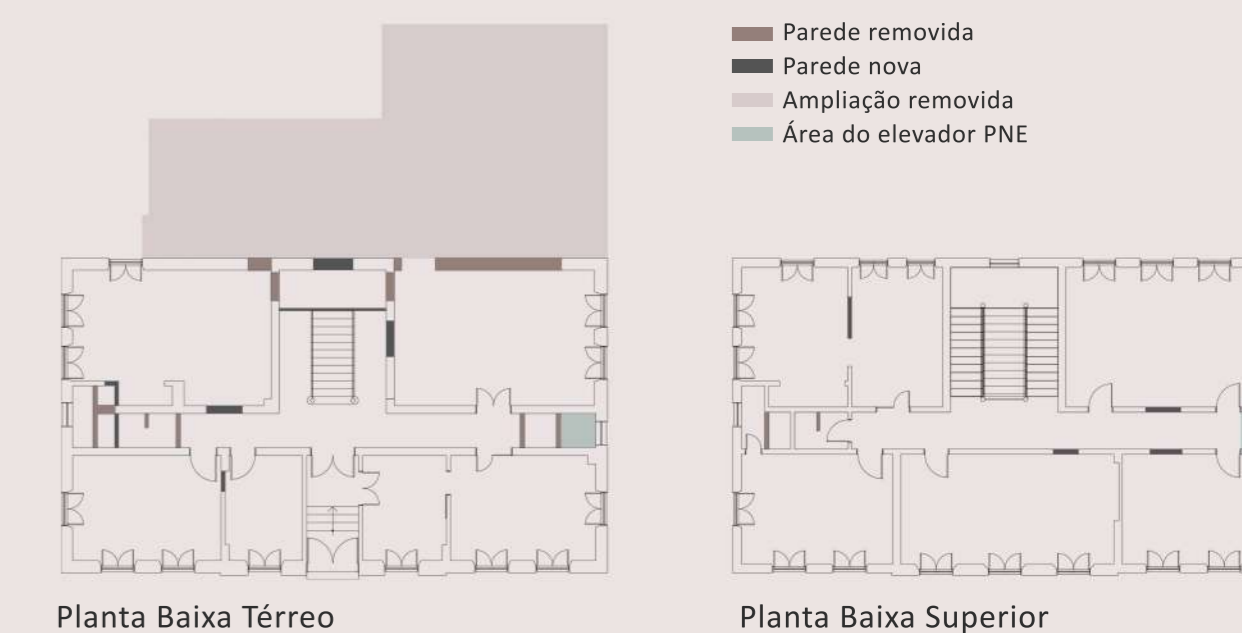 Parede removida
Parede nova
Ampliação removida
Área do elevador PNE
Planta Baixa Térreo
Planta Baixa Superior